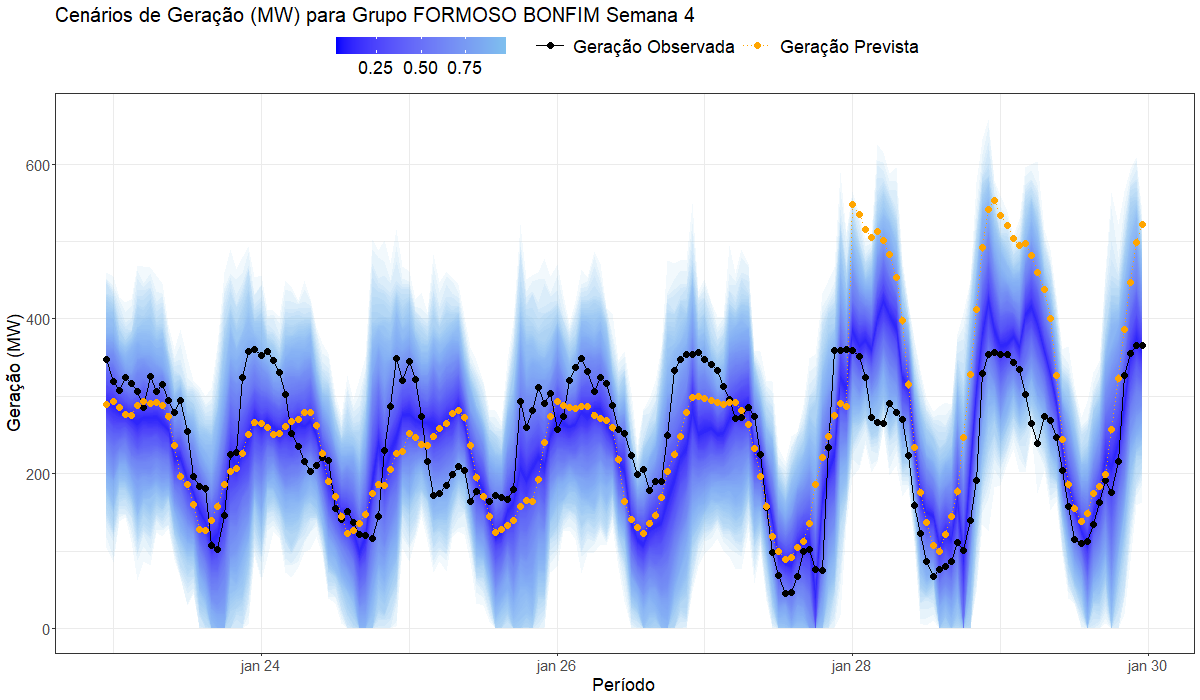 Cenários de Geração (MW) para Grupo FORMOSO BONFIM Semana 4
0.25 0.50 0.75
Geração Observada
Geração Prevista
Geração (MW)
600
400
200
0
jan 24
jan 26
jan 28
jan 30
Período